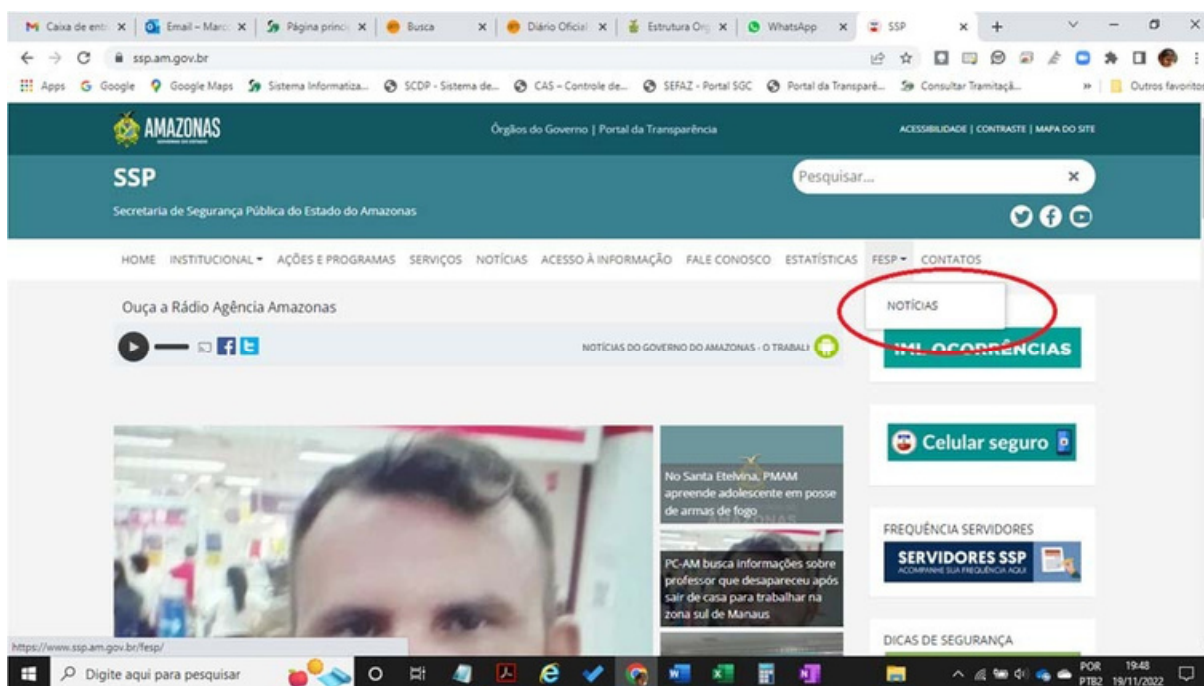 Caixa de entr
Email – Marc
Página princi
Busca
Diário Oficial
Estrutura Org
WhatsApp
SSP
ssp.am.gov.br
Apps
Google
Google Maps
Sistema Informatiza...
SCDP - Sistema de...
CAS – Controle de...
SEFAZ - Portal SGC
Portal da Transparê...
Consultar Tramitaçã...
Outros favoritos
AMAZONAS
Órgãos do Governo | Portal da Transparência
ACESSIBILIDADE | CONTRASTE | MAPA DO SITE
SSP
Pesquisar...
Secretaria de Segurança Pública do Estado do Amazonas
HOME INSTITUCIONAL AÇÕES E PROGRAMAS SERVIÇOS NOTÍCIAS ACESSO À INFORMAÇÃO FALE CONOSCO ESTATÍSTICAS FESP CONTATOS
NOTÍCIAS
Ouça a Rádio Agência Amazonas
NOTÍCIAS DO GOVERNO DO AMAZONAS - O TRABAL
IML OCORRÊNCIAS
Celular seguro
No Santa Etelvina, PMAM
apreende adolescente em posse
de armas de fogo
AMAZONAS
PC-AM busca informações sobre
professor que desapareceu após
sair de casa para trabalhar na
zona sul de Manaus
FREQUÊNCIA SERVIDORES
SERVIDORES SSP
ACOMPANHE SUA FREQUÊNCIA AQUI
DICAS DE SEGURANÇA
https://www.ssp.am.gov.br/fesp/
Digite aqui para pesquisar
POR
PTB2
19:48
19/11/2022